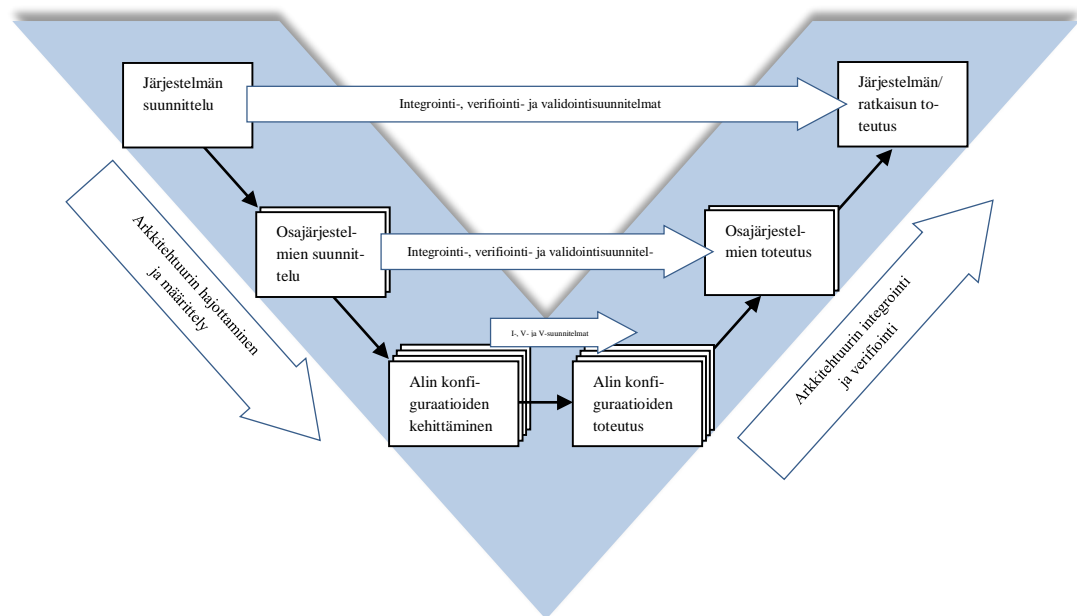 Järjestelmän
suunnittelu
Integrointi-, verifiointi- ja validointisuunnitelmat
Järjestelmän/
ratkaisun to-
teutus
Arkkitehtuurin hajottaminen
ja määrittely
Osajärjestel-
mien suunnit-
telu
Integrointi-, verifiointi- ja validointisuunnitel-
Osajärjestel-
mien toteutus
Arkkitehtuurin integrointi
ja verifiointi
I-, V- ja V-suunnitelmat
Alin konfi-
guraatioiden
kehittäminen
Alin konfi-
guraatioiden
toteutus